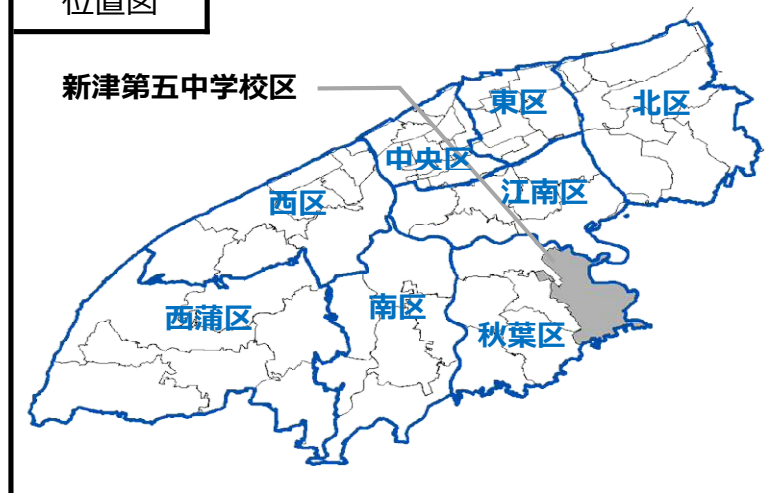 位置図
新津第五中学校区
東区
北区
中央区
江南区
西区
西蒲区
南区
秋葉区